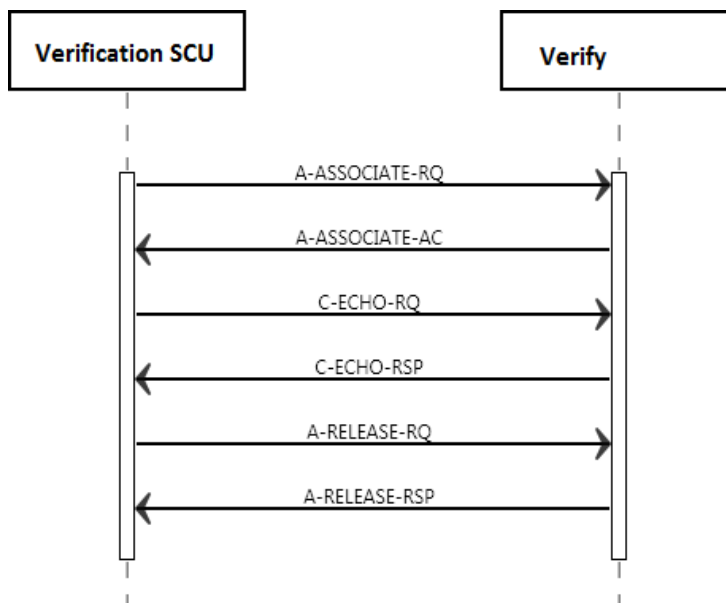 Verification SCU
Verify
A-ASSOCIATE-RQ
A-ASSOCIATE-AC
C-ECHO-RQ
C-ECHO-RSP
A-RELEASE-RQ
A-RELEASE-RSP